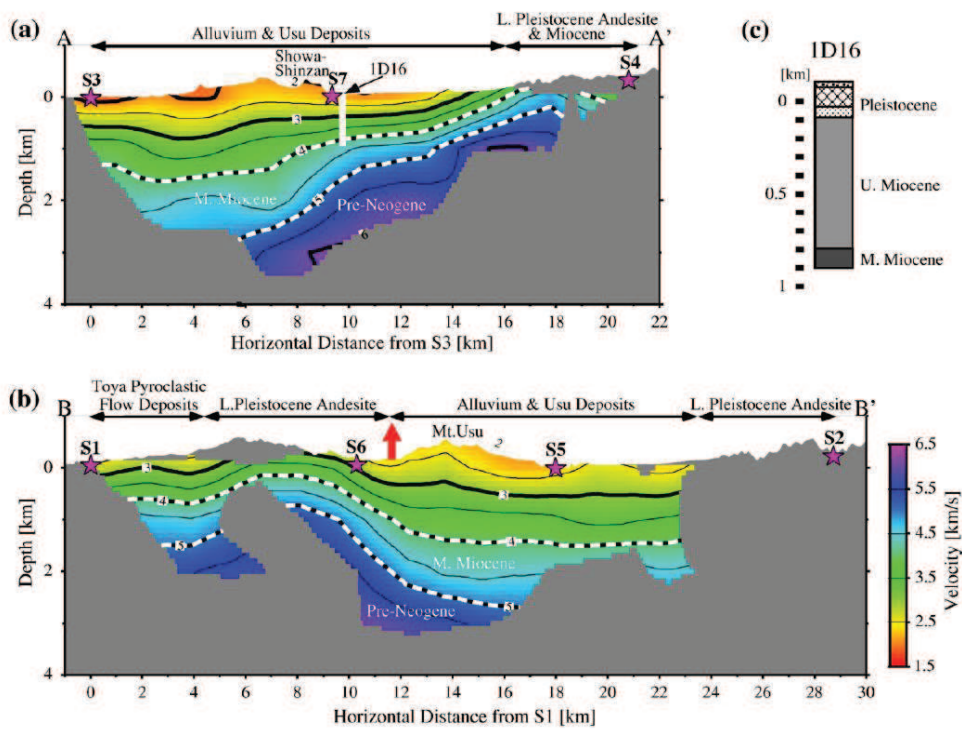 (a)
A
Alluvium & Usu Deposits
L. Pleistocene Andesite
& Miocene
A'
Showa-
Shinzan
S3
2
S7
1D16
S4
0
2
4
Depth [km]
3
4
5
6
M. Miocene
Pre-Neogene
0 2 4 6 8 10 12 14 16 18 20 22
Horizontal Distance from S3 [km]
(c)
1D16
[km]
0
0.5
1
Pleistocene
U. Miocene
M. Miocene
(b)
B
Toya Pyroclastic
Flow Deposits
L.Pleistocene Andesite
Alluvium & Usu Deposits
L. Pleistocene Andesite
B'
S1
S6
Mt.Usu
2
S5
S2
0
2
4
Depth [km]
3
4
5
3
4
5
M. Miocene
Pre-Neogene
0 2 4 6 8 10 12 14 16 18 20 22 24 26 28 30
Horizontal Distance from S1 [km]
6.5
5.5
4.5
3.5
2.5
1.5
Velocity [km/s]